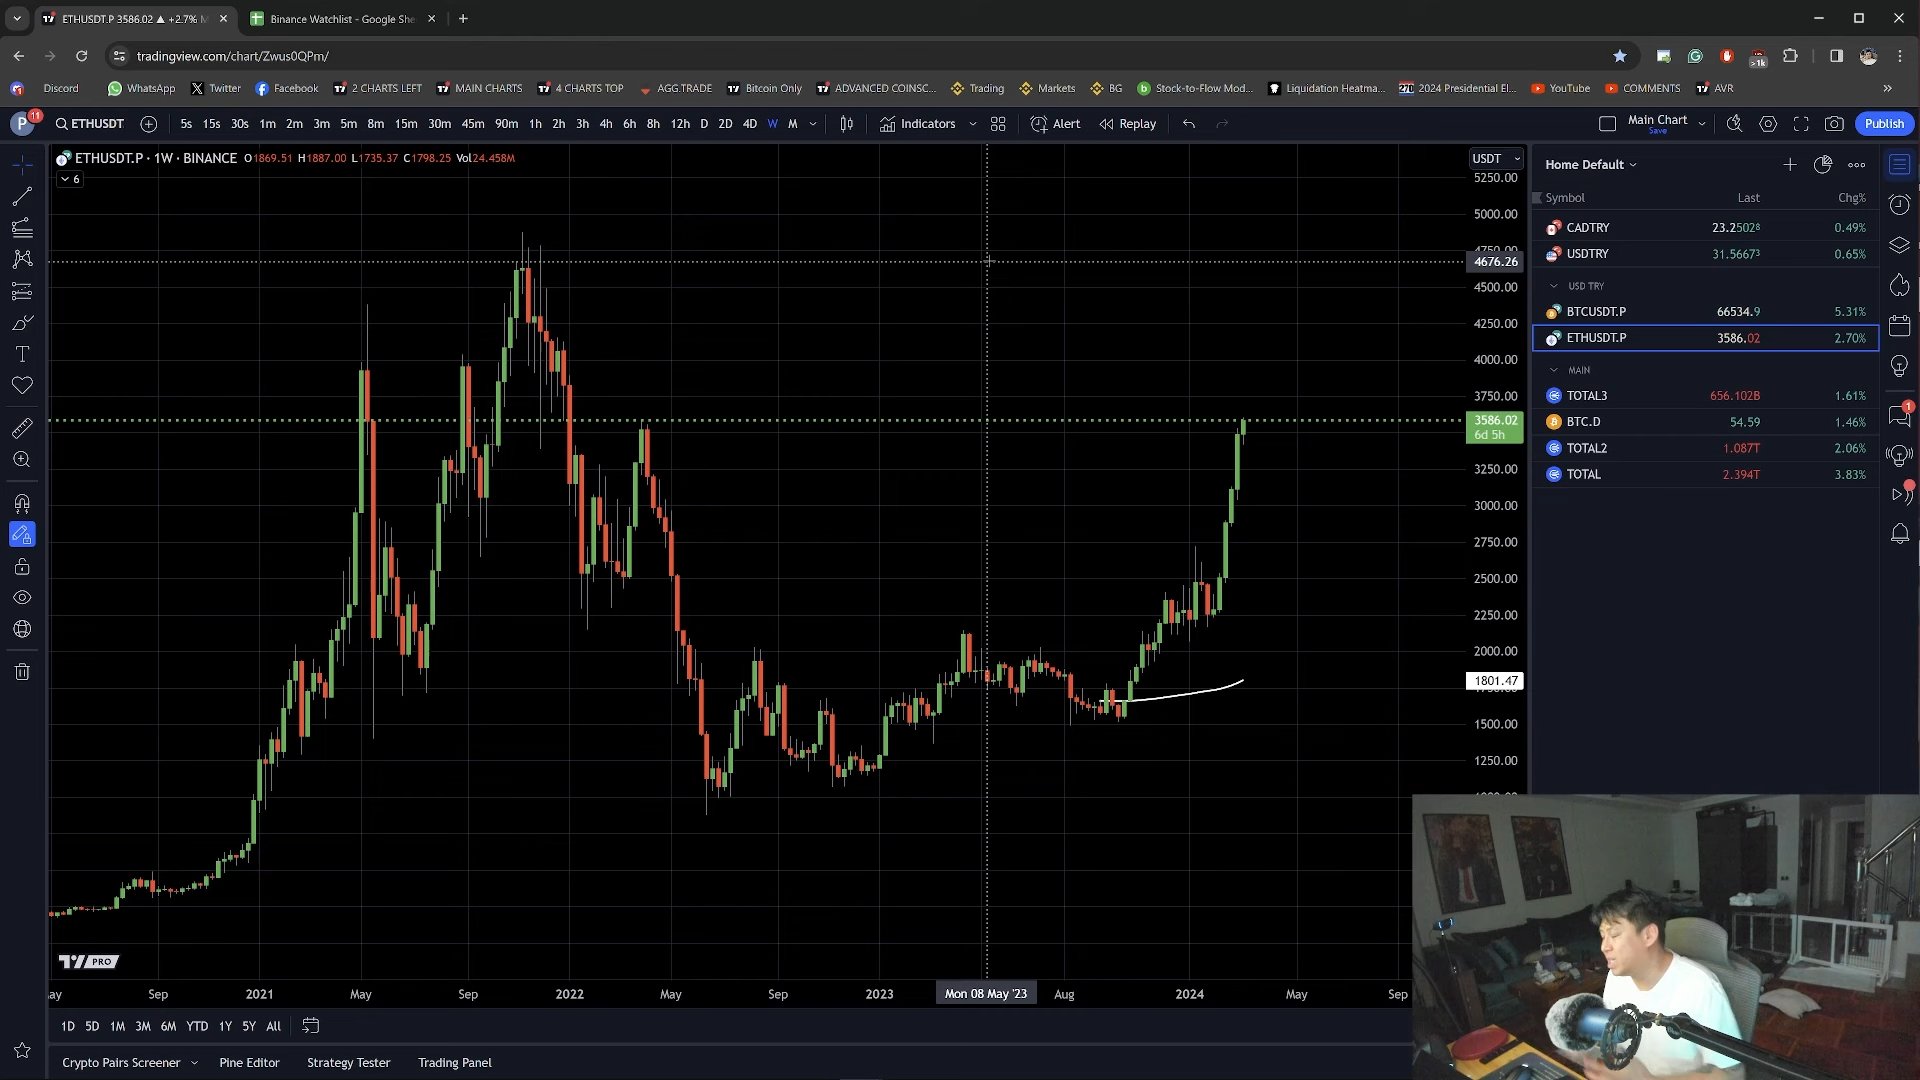 ETHUSDT.P 3586.02 ▲ +2.7% M
Binance Watchlist - Google She
tradingview.com/chart/Zwus0QPm/
>1k
Discord WhatsApp Twitter Facebook 2 CHARTS LEFT MAIN CHARTS 4 CHARTS TOP AGG.TRADE Bitcoin Only ADVANCED COINSC... Trading Markets BG Stock-to-Flow Mod... Liquidation Heatma... 2024 Presidential El... YouTube COMMENTS AVR
P 11 ETHUSDT 5s 15s 30s 1m 2m 3m 5m 8m 15m 30m 45m 90m 1h 2h 3h 4h 6h 8h 12h D 2D 4D W M Indicators Alert Replay Main Chart Publish
Save
ETHUSDT.P · 1W · BINANCE O1869.51 H1887.00 L1735.37 C1798.25 Vol24.458M
6
USDT
5250.00
5000.00
4676.26
4500.00
4250.00
4000.00
3750.00
3586.02
6d 5h
3250.00
3000.00
2750.00
2500.00
2250.00
2000.00
1801.47
1500.00
1250.00
Home Default
Symbol Last Chg%
CADTRY 23.2502⁸ 0.49%
USDTRY 31.5667³ 0.65%
USD TRY
BTCUSDT.P 66534.9 5.31%
ETHUSDT.P 3586.02 2.70%
MAIN
TOTAL3 656.102B 1.61%
BTC.D 54.59 1.46%
TOTAL2 1.087T 2.06%
TOTAL 2.394T 3.83%
1
PRO
ay Sep 2021 May Sep 2022 May Sep 2023 Mon 08 May '23 Aug 2024 May Sep
1D 5D 1M 3M 6M YTD 1Y 5Y All
Crypto Pairs Screener Pine Editor Strategy Tester Trading Panel